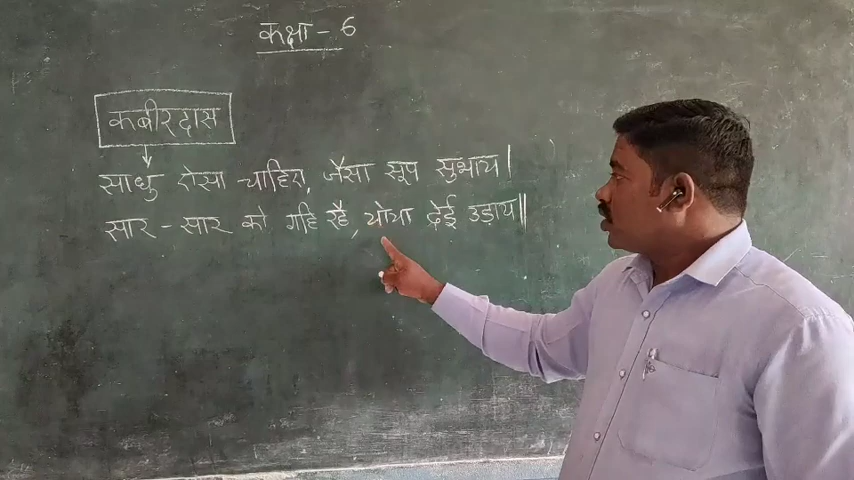 कक्षा - 6
कबीरदास
साधु ऐसा चाहिए, जैसा सूप सुभाय।
सार - सार को गहि रहै, थोथा देई उड़ाय॥